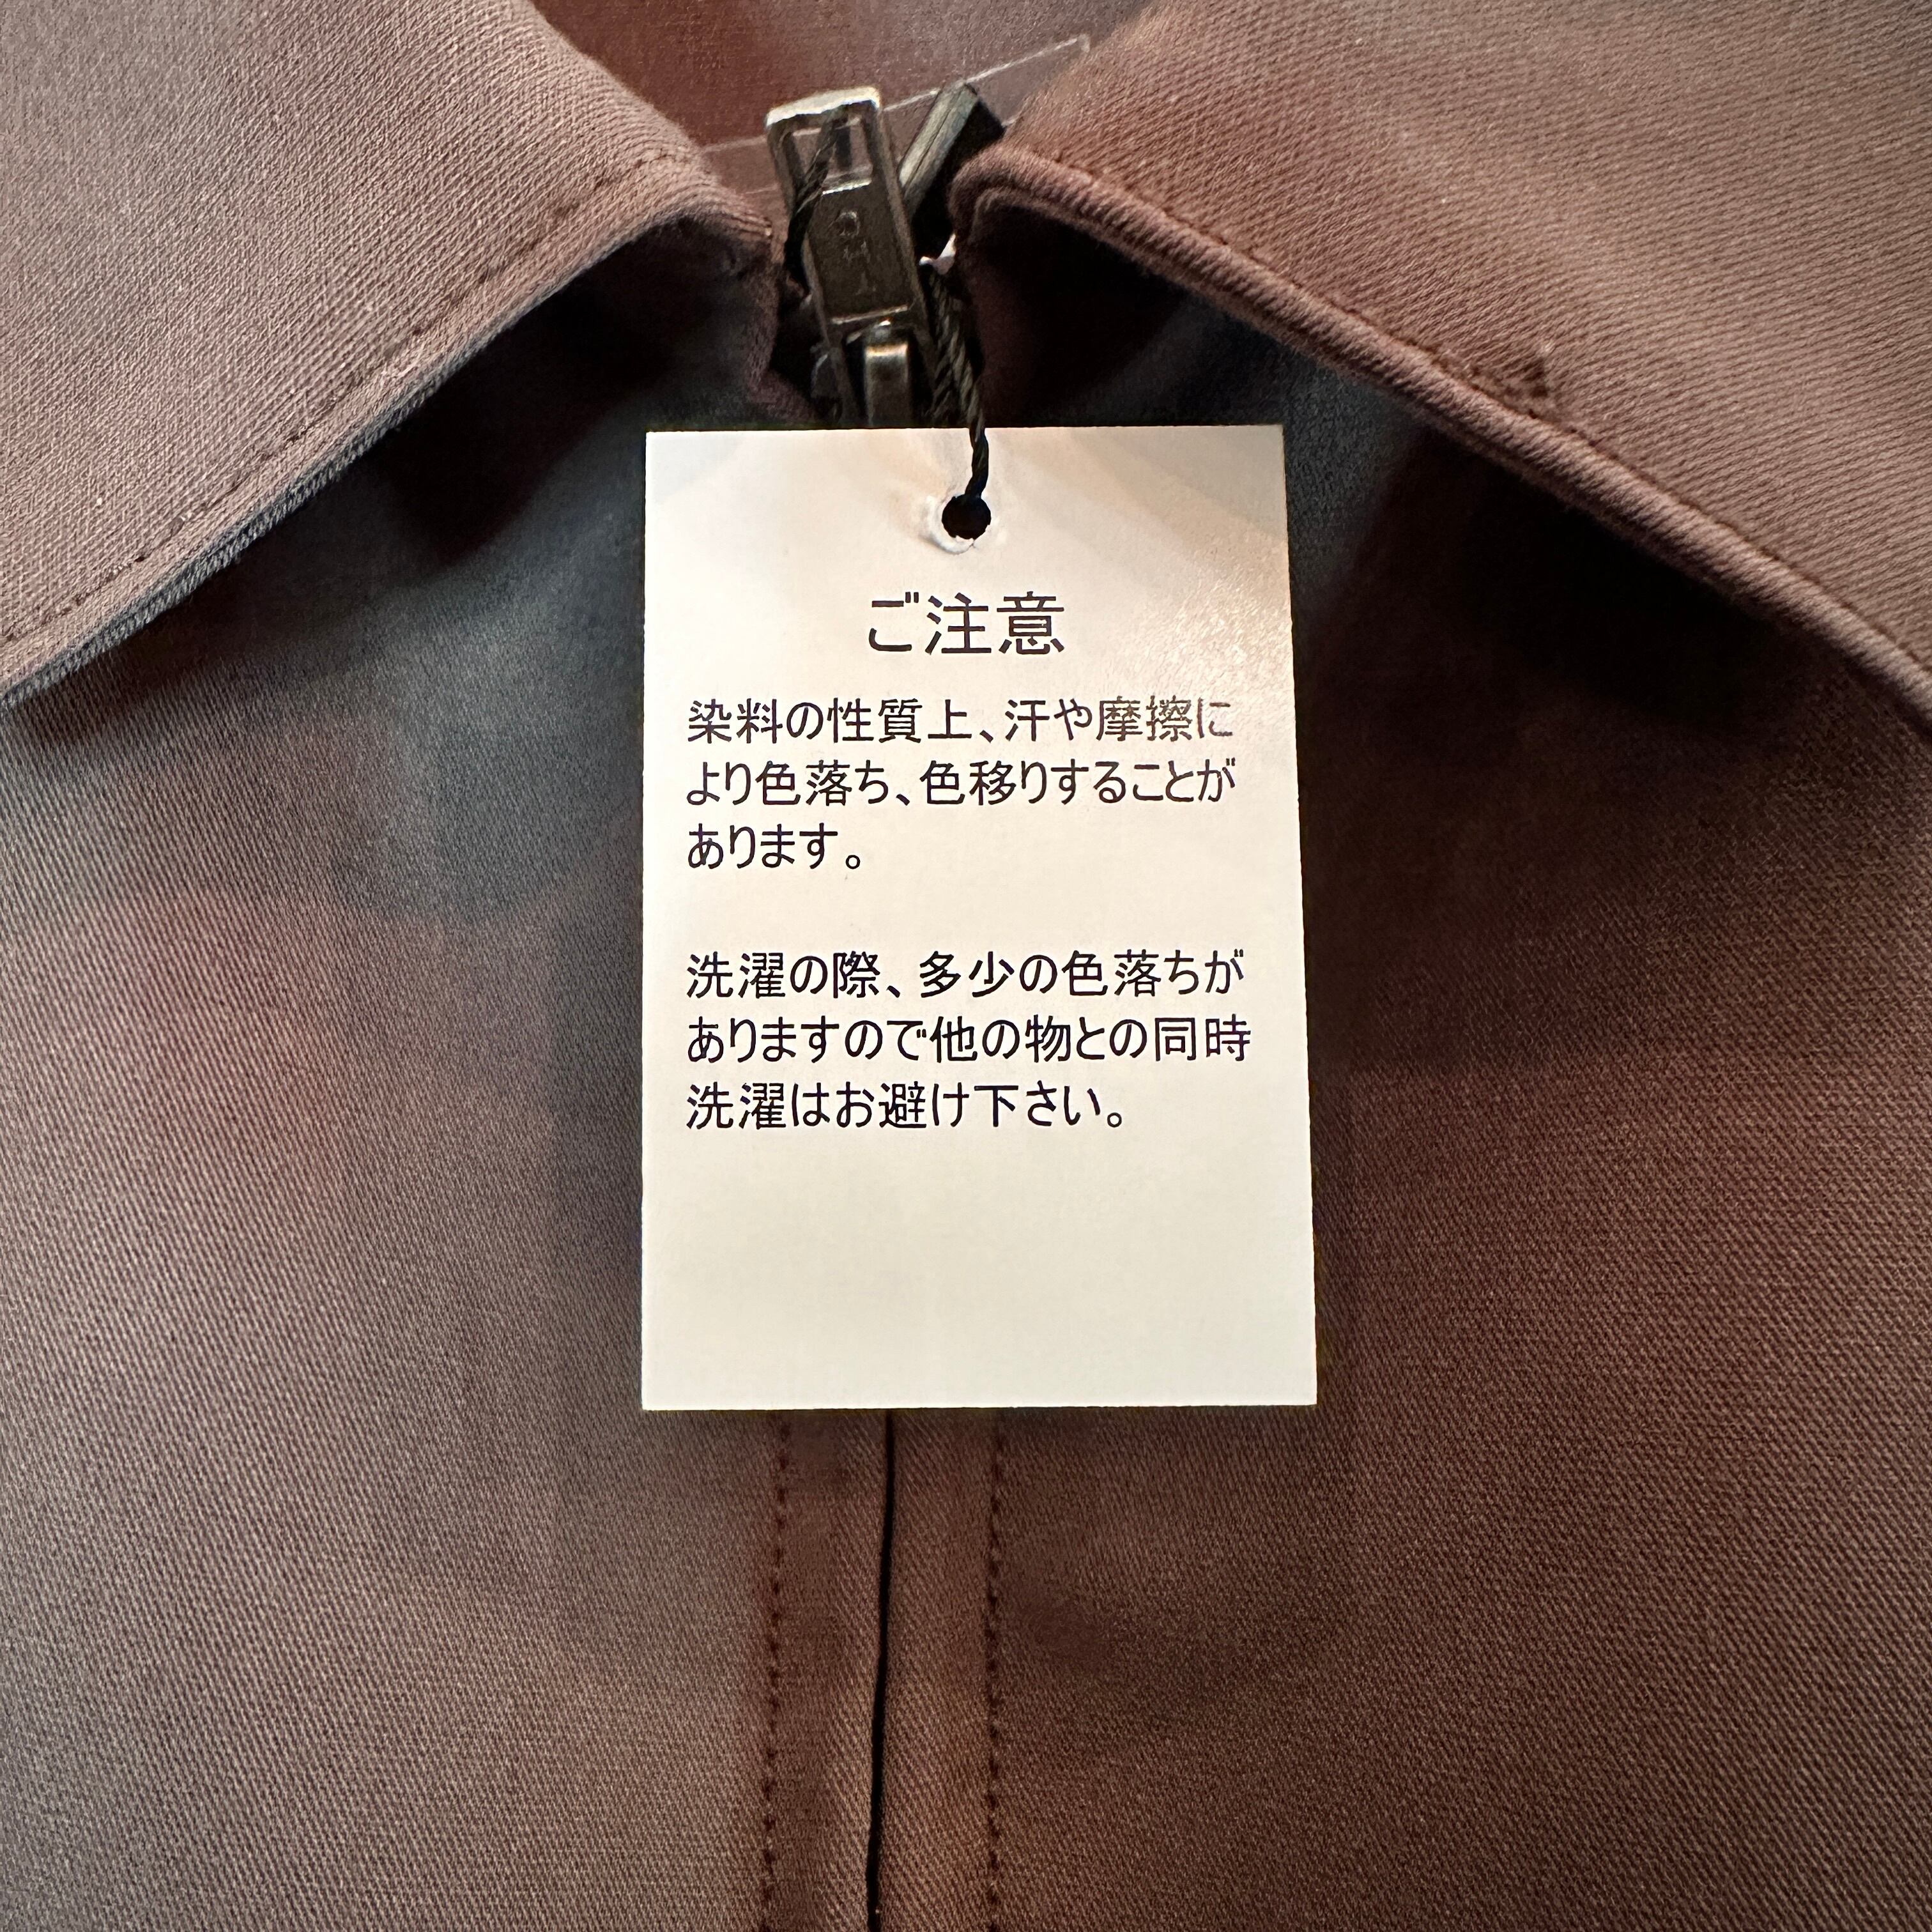 ご注意
染料の性質上、汗や摩擦に
より色落ち、色移りすることが
あります。
洗濯の際、多少の色落ちが
ありますので他の物との同時
洗濯はお避け下さい。